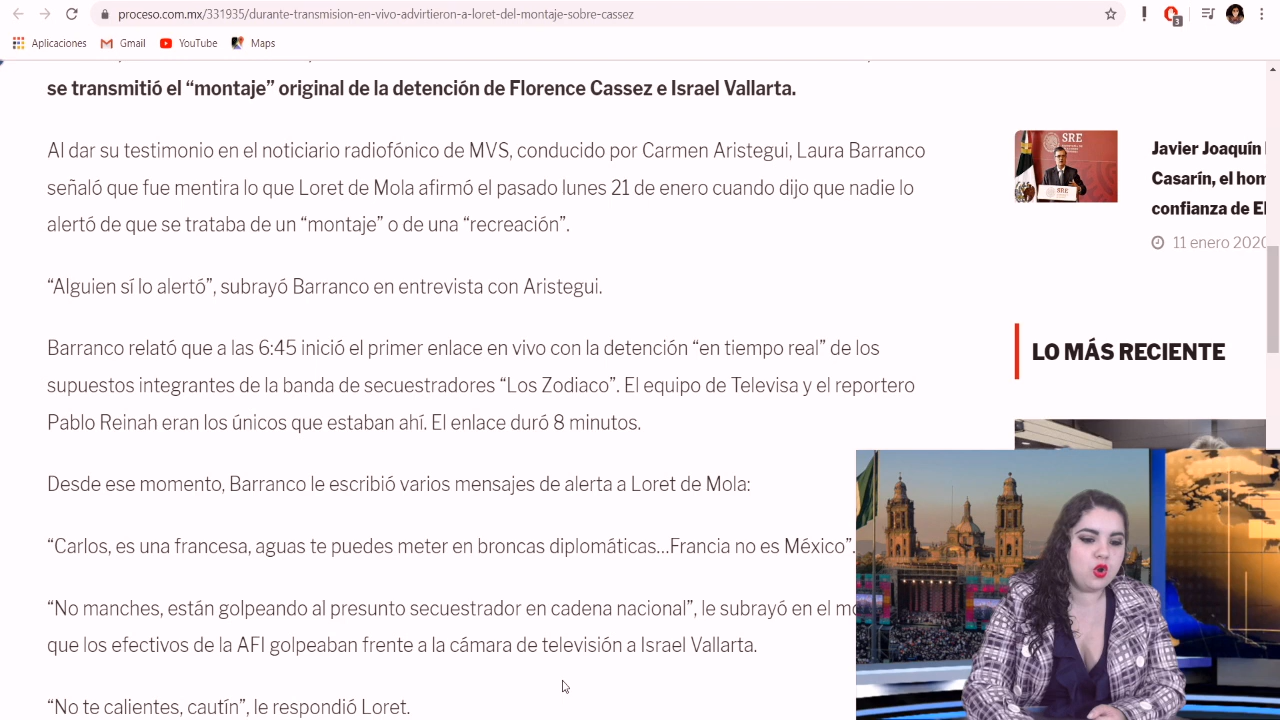 proceso.com.mx/331935/durante-transmision-en-vivo-advirtieron-a-loret-del-montaje-sobre-cassez
3
Aplicaciones
Gmail
YouTube
Maps
se transmitió el “montaje” original de la detención de Florence Cassez e Israel Vallarta.
Al dar su testimonio en el noticiario radiofónico de MVS, conducido por Carmen Aristegui, Laura Barranco
señaló que fue mentira lo que Loret de Mola afirmó el pasado lunes 21 de enero cuando dijo que nadie lo
alertó de que se trataba de un “montaje” o de una “recreación”.
“Alguien sí lo alertó”, subrayó Barranco en entrevista con Aristegui.
Barranco relató que a las 6:45 inició el primer enlace en vivo con la detención “en tiempo real” de los
supuestos integrantes de la banda de secuestradores “Los Zodiaco”. El equipo de Televisa y el reportero
Pablo Reinah eran los únicos que estaban ahí. El enlace duró 8 minutos.
Desde ese momento, Barranco le escribió varios mensajes de alerta a Loret de Mola:
“Carlos, es una francesa, aguas te puedes meter en broncas diplomáticas...Francia no es México”.
“No manches, están golpeando al presunto secuestrador en cadena nacional”, le subrayó en el
que los efectivos de la AFI golpeaban frente a la cámara de televisión a Israel Vallarta.
“No te calientes, cautín”, le respondió Loret.
SRE
Javier Joaquín
Casarín, el
confianza de
11 enero 2020
LO MÁS RECIENTE